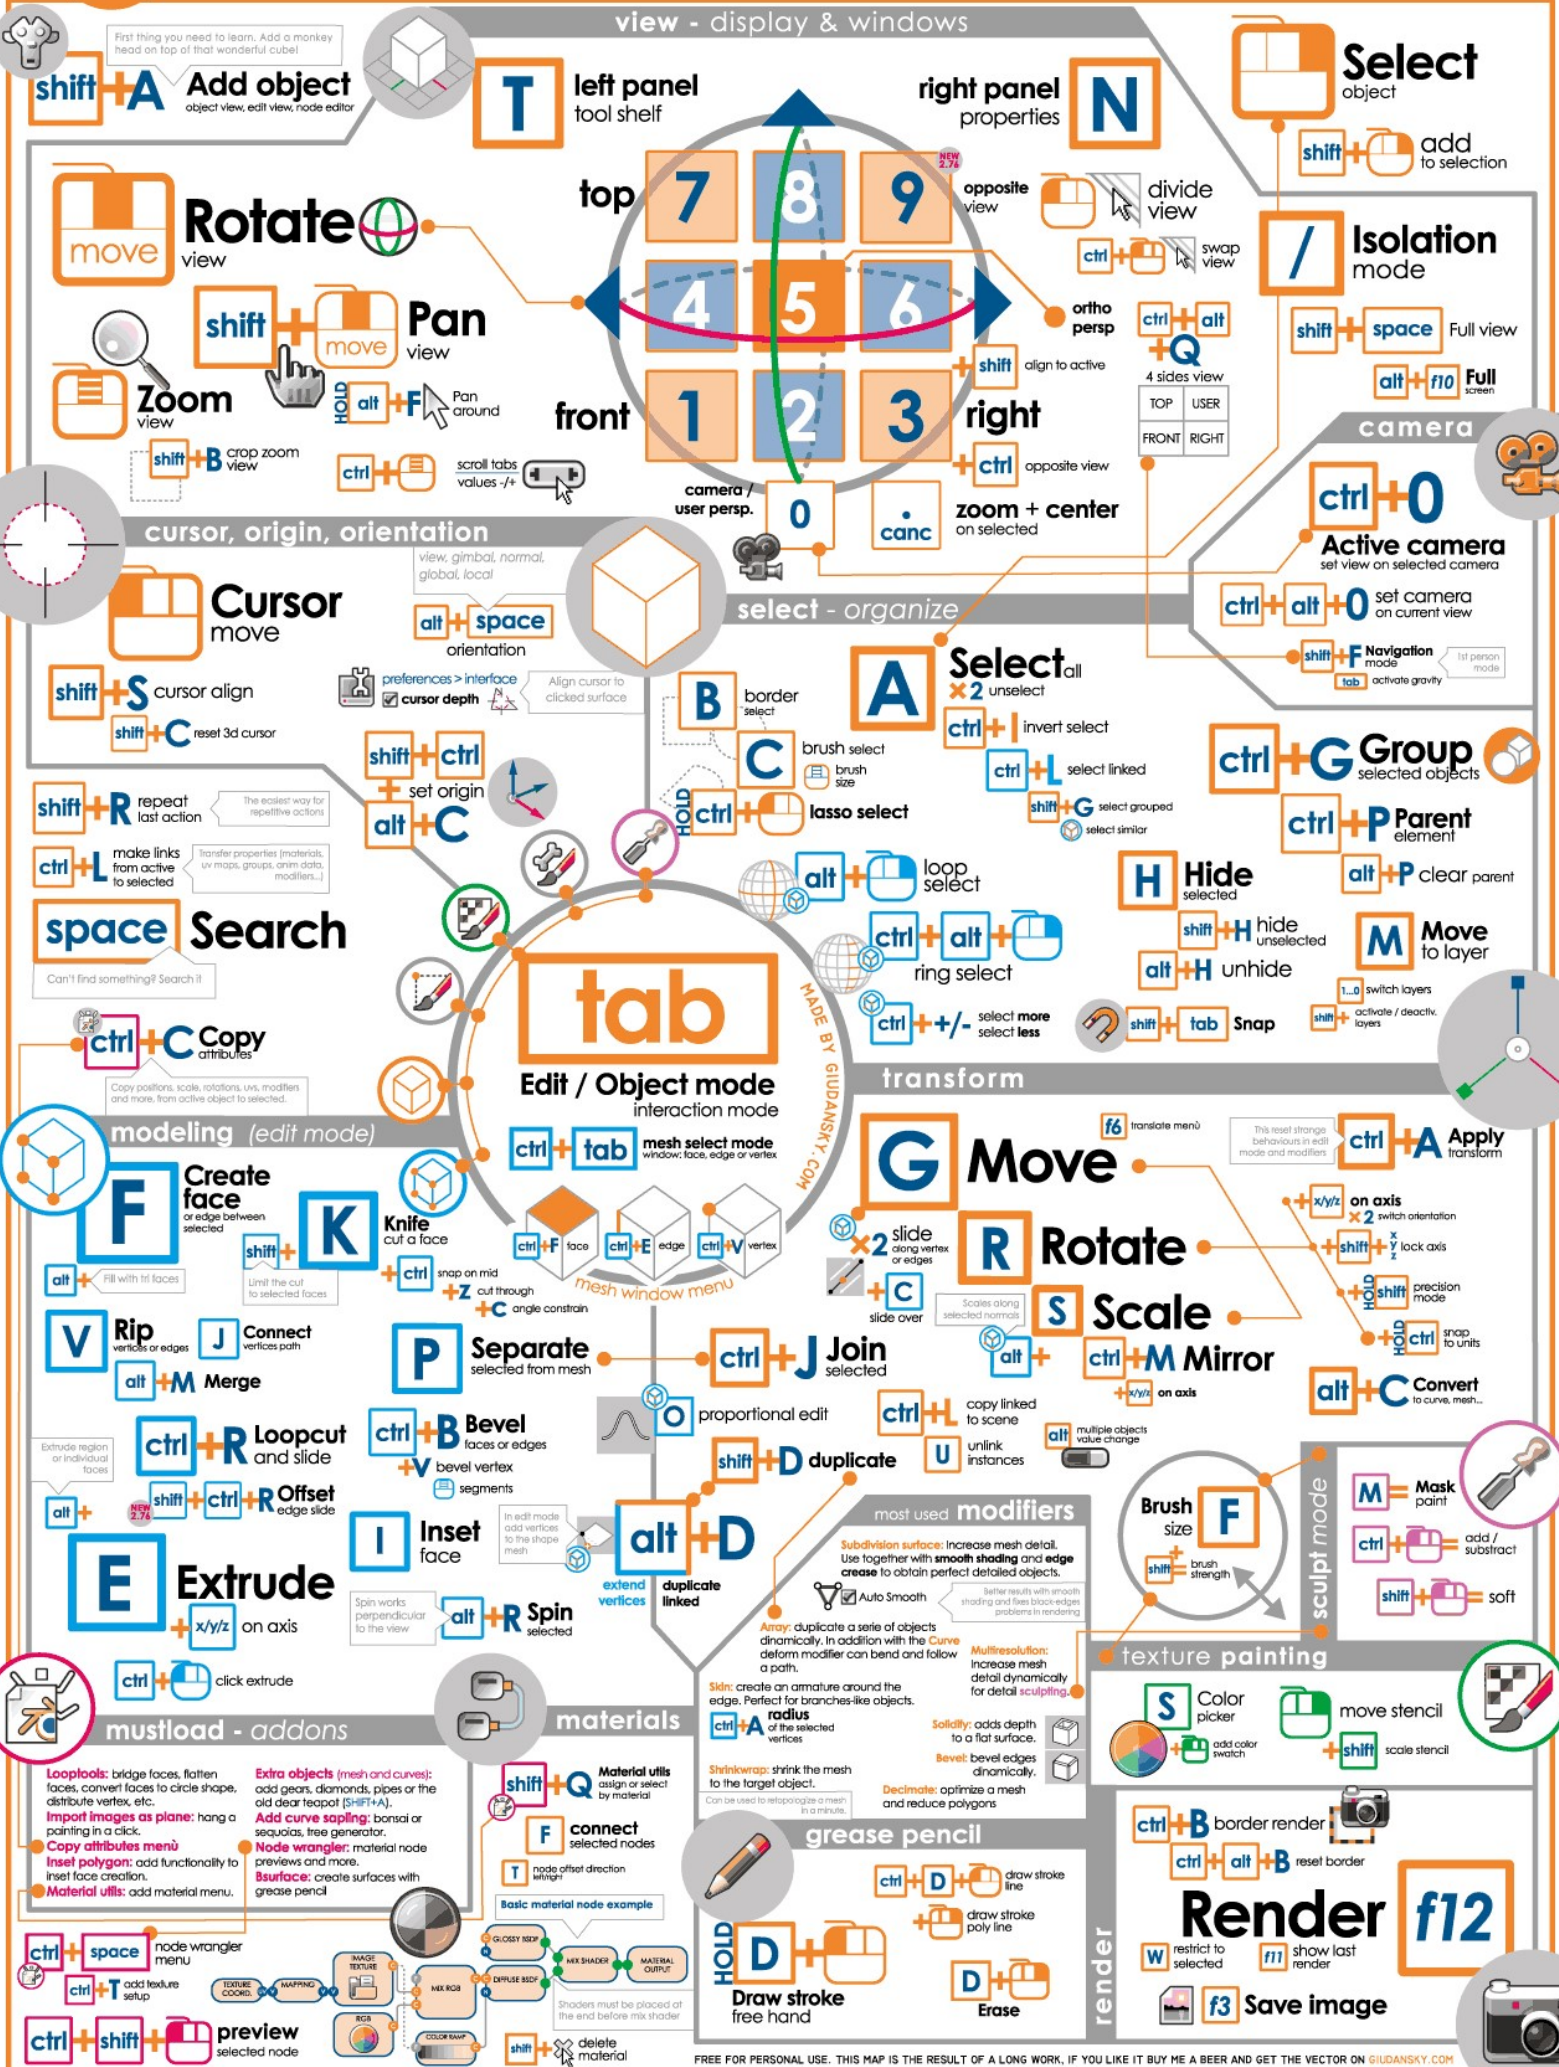 view - display & windows
First thing you need to learn. Add a monkey
head on top of that wonderful cube!
shift + A Add object
object view, edit view, node editor
T left panel
tool shelf
right panel N
properties
Select
object
shift + add
to selection
move Rotate
view
shift + move Pan
view
Zoom
view
HOLD alt + F Pan
around
shift + B crop zoom
view
ctrl + scroll tabs
values -/+
top 7 8 9
NEW
2.76
opposite
view
4 5 6
ortho
persp
+ shift align to active
front 1 2 3 right
+ ctrl opposite view
camera /
user persp. 0
. canc
zoom + center
on selected
divide
view
ctrl + swap
view
ctrl + alt
+ Q
4 sides view
TOP USER
FRONT RIGHT
/ Isolation
mode
shift + space Full view
alt + f10 Full
screen
camera
ctrl + 0
Active camera
set view on selected camera
ctrl + alt + 0 set camera
on current view
shift + F Navigation
mode
1st person
mode
tab activate gravity
cursor, origin, orientation
Cursor
move
view, gimbal, normal,
global, local
alt + space
orientation
shift + S cursor align
shift + C reset 3d cursor
preferences > interface
cursor depth
Align cursor to
clicked surface
shift + ctrl
+ set origin
alt + C
select - organize
B border
select
C brush select
brush
size
HOLD ctrl + lasso select
A Select all
x2 unselect
ctrl + I invert select
ctrl + L select linked
shift + G select grouped
select similar
ctrl + G Group
selected objects
ctrl + P Parent
element
alt + P clear parent
alt + loop
select
ctrl + alt +
ring select
ctrl + +/- select more
select less
H Hide
selected
shift + H hide
unselected
alt + H unhide
M Move
to layer
1...0 switch layers
shift + activate / deactiv.
layers
shift + tab Snap
shift + R repeat
last action
The easiest way for
repetitive actions
ctrl + L make links
from active
to selected
Transfer properties (materials,
uv maps, groups, anim data,
modifiers...)
space Search
Can't find something? Search it
ctrl + C Copy
attributes
Copy positions, scale, rotations, uvs, modifiers
and more, from active object to selected.
tab
Edit / Object mode
interaction mode
ctrl + tab mesh select mode
window: face, edge or vertex
ctrl + F face
ctrl + E edge
ctrl + V vertex
mesh window menu
MADE BY GIUDANSKY.COM
transform
G Move
f6 translate menù
This reset strange
behaviours in edit
mode and modifiers
ctrl + A Apply
transform
x2 slide
along vertex
or edges
+ C
slide over
R Rotate
+ x/y/z on axis
x2 switch orientation
+ shift + x y z lock axis
+ HOLD shift precision
mode
+ HOLD ctrl snap
to units
Scales along
selected normals
S Scale
alt +
ctrl + M Mirror
+ x/y/z on axis
alt + C Convert
to curve, mesh...
modeling (edit mode)
F Create
face
or edge between
selected
alt + Fill with tri faces
shift + K Knife
cut a face
Limit the cut
to selected faces
+ ctrl snap on mid
+ Z cut through
+ C angle constrain
V Rip
vertices or edges
J Connect
vertices path
alt + M Merge
P Separate
selected from mesh
ctrl + J Join
selected
O proportional edit
ctrl + L copy linked
to scene
U unlink
instances
alt multiple objects
value change
ctrl + R Loopcut
and slide
ctrl + B Bevel
faces or edges
+ V bevel vertex
segments
Extrude region
or individual
faces
alt +
NEW
2.76
shift + ctrl + R Offset
edge slide
shift + D duplicate
E Extrude
+ x/y/z on axis
ctrl + click extrude
I Inset
face
In edit mode
add vertices
to the shape
mesh
alt + D
extend
vertices
duplicate
linked
Spin works
perpendicular
to the view
alt + R Spin
selected
most used modifiers
Subdivision surface: Increase mesh detail.
Use together with smooth shading and edge
crease to obtain perfect detailed objects.
Auto Smooth
Better results with smooth
shading and fixes black-edges
problems in rendering
Array: duplicate a serie of objects
dinamically. In addition with the Curve
deform modifier can bend and follow
a path.
Multiresolution:
Increase mesh
detail dynamically
for detail sculpting.
Skin: create an armature around the
edge. Perfect for branches-like objects.
ctrl + A radius
of the selected
vertices
Solidify: adds depth
to a flat surface.
Bevel: bevel edges
dinamically.
Shrinkwrap: shrink the mesh
to the target object.
Can be used to retopologize a mesh
in a minute.
Decimate: optimize a mesh
and reduce polygons
Brush
size F
+
shift brush
strength
sculpt mode
M Mask
paint
ctrl + add /
substract
shift + soft
texture painting
S Color
picker
+ add color
swatch
move stencil
+ shift scale stencil
mustload - addons
Looptools: bridge faces, flatten
faces, convert faces to circle shape,
distribute vertex, etc.
Import images as plane: hang a
painting in a click.
Copy attributes menù
Inset polygon: add functionality to
inset face creation.
Material utils: add material menu.
Extra objects (mesh and curves):
add gears, diamonds, pipes or the
old dear teapot (SHIFT+A).
Add curve sapling: bonsai or
sequoias, tree generator.
Node wrangler: material node
previews and more.
Bsurface: create surfaces with
grease pencil
materials
shift + Q Material utils
assign or select
by material
F connect
selected nodes
T node offset direction
left/right
Basic material node example
ctrl + space node wrangler
menu
ctrl + T add texture
setup
ctrl + shift + preview
selected node
TEXTURE
COORD.
MAPPING
IMAGE
TEXTURE
RGB
MIX RGB
COLOR RAMP
GLOSSY BSDF
DIFFUSE BSDF
MIX SHADER
MATERIAL
OUTPUT
Shaders must be placed at
the end before mix shader
shift + delete
material
grease pencil
ctrl + D + draw stroke
line
+ draw stroke
poly line
HOLD D +
Draw stroke
free hand
D +
Erase
render
ctrl + B border render
ctrl + alt + B reset border
Render f12
W restrict to
selected
f11 show last
render
f3 Save image
FREE FOR PERSONAL USE. THIS MAP IS THE RESULT OF A LONG WORK, IF YOU LIKE IT BUY ME A BEER AND GET THE VECTOR ON GIUDANSKY.COM